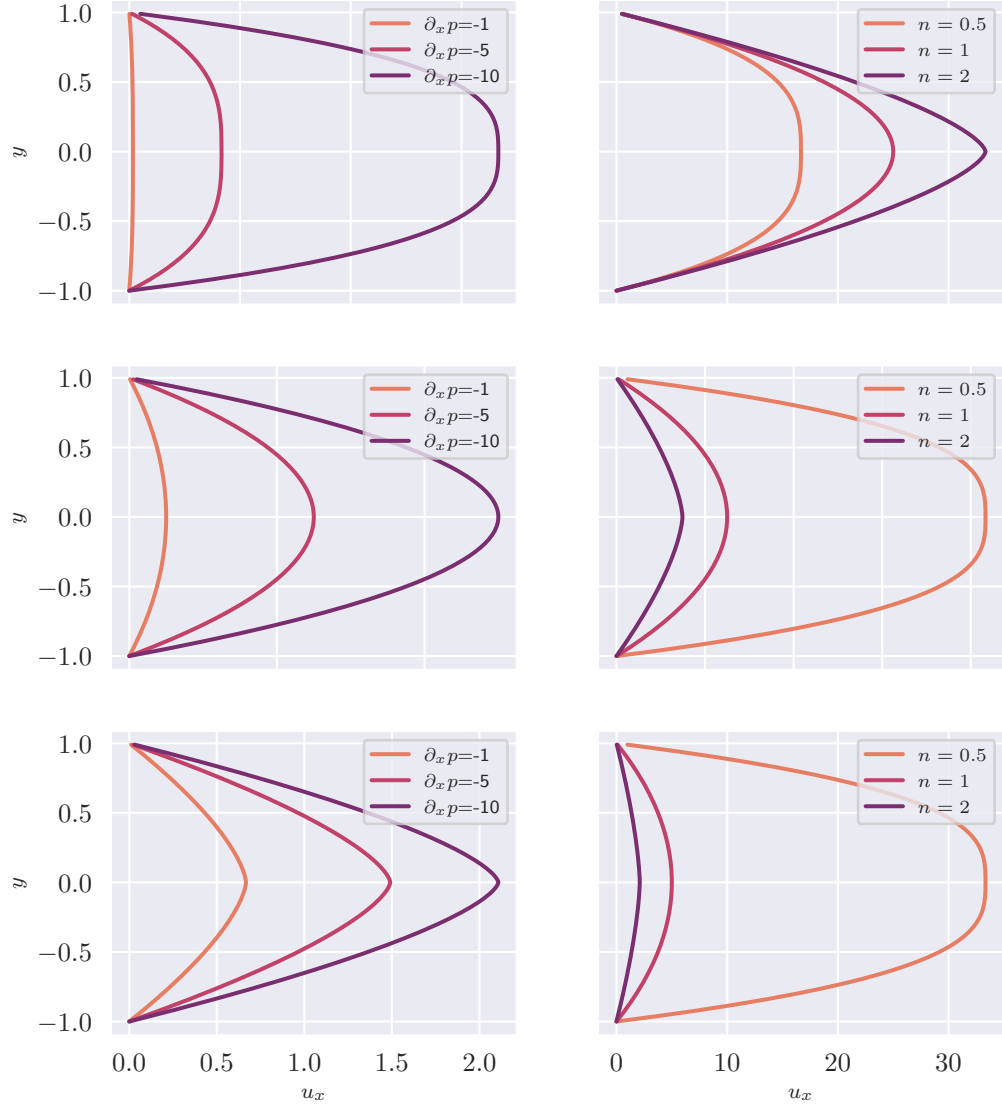 1.0
0.5
0.0
−0.5
−1.0
y
∂ₓp=-1
∂ₓp=-5
∂ₓp=-10
n = 0.5
n = 1
n = 2
1.0
0.5
0.0
−0.5
−1.0
y
∂ₓp=-1
∂ₓp=-5
∂ₓp=-10
n = 0.5
n = 1
n = 2
1.0
0.5
0.0
−0.5
−1.0
y
∂ₓp=-1
∂ₓp=-5
∂ₓp=-10
n = 0.5
n = 1
n = 2
0.0 0.5 1.0 1.5 2.0
uₓ
0 10 20 30
uₓ